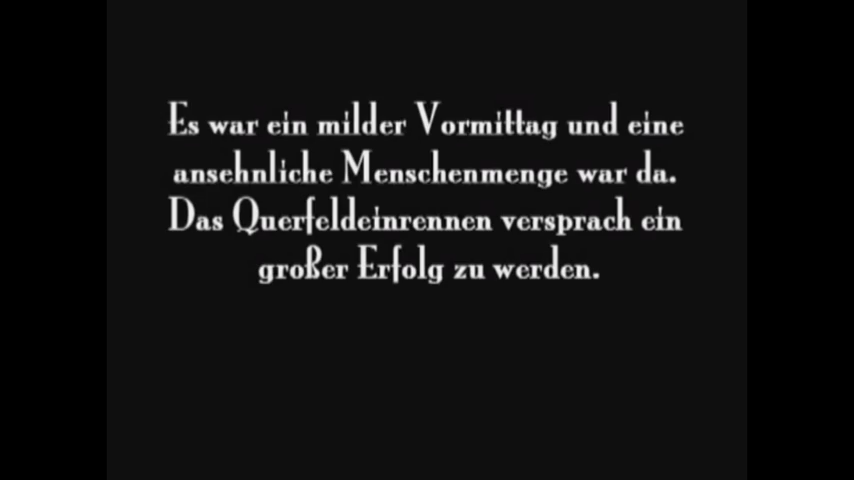 Es war ein milder Vormittag und eine
ansehnliche Menschenmenge war da.
Das Querfeldeinrennen versprach ein
großer Erfolg zu werden.